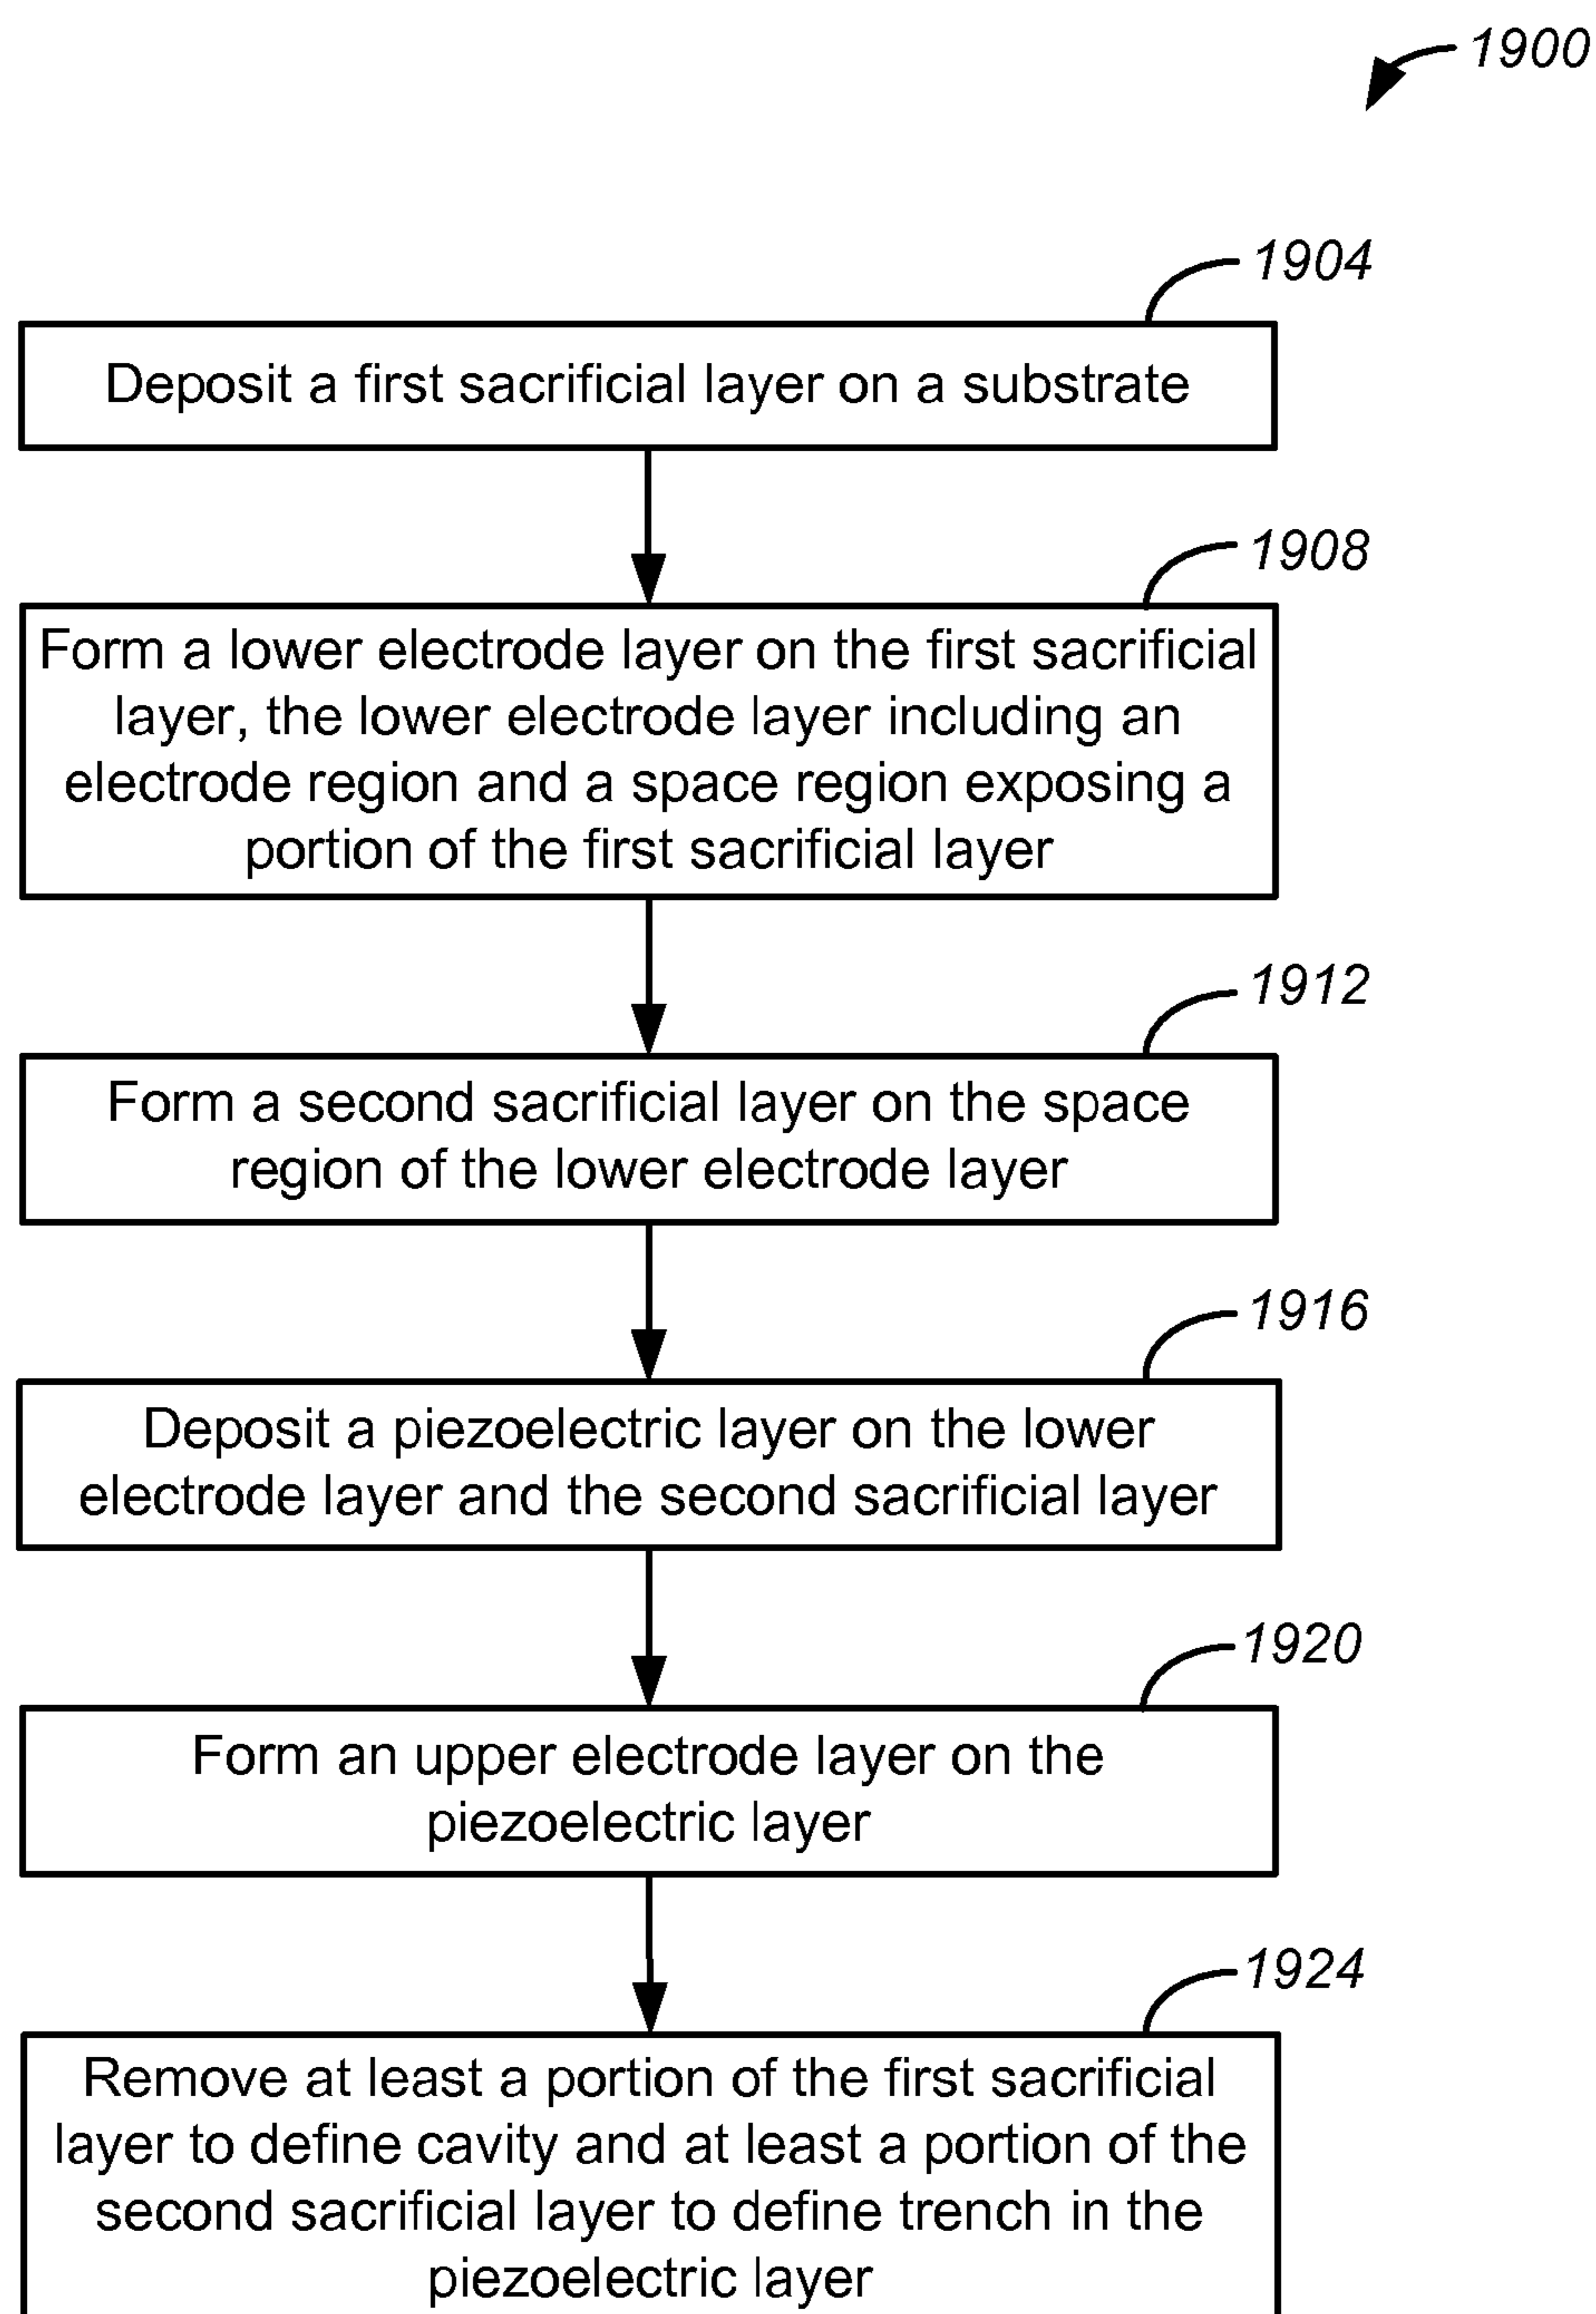 1900
1904
Deposit a first sacrificial layer on a substrate
1908
Form a lower electrode layer on the first sacrificial
layer, the lower electrode layer including an
electrode region and a space region exposing a
portion of the first sacrificial layer
1912
Form a second sacrificial layer on the space
region of the lower electrode layer
1916
Deposit a piezoelectric layer on the lower
electrode layer and the second sacrificial layer
1920
Form an upper electrode layer on the
piezoelectric layer
1924
Remove at least a portion of the first sacrificial
layer to define cavity and at least a portion of the
second sacrificial layer to define trench in the
piezoelectric layer